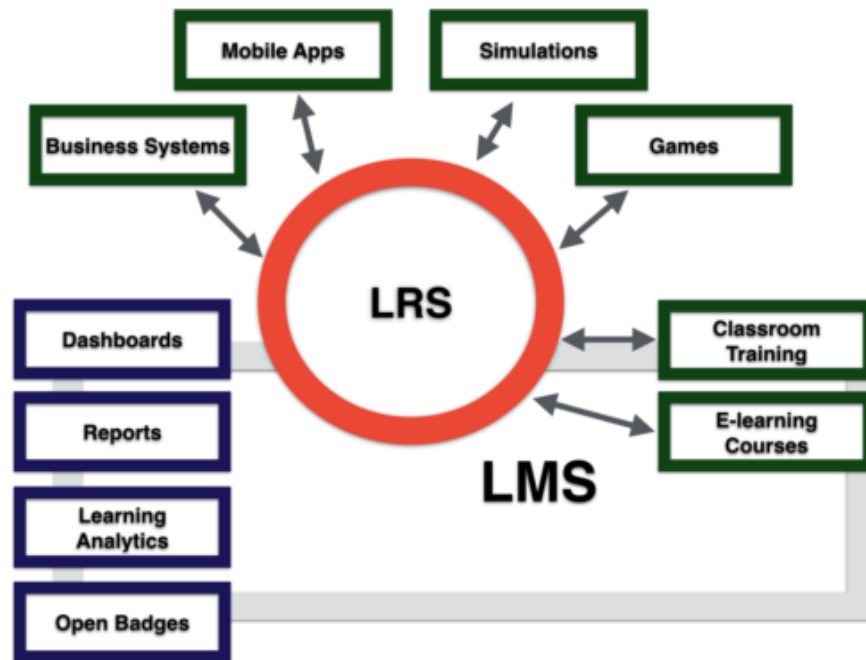 Mobile Apps
Simulations
Business Systems
Games
LRS
Dashboards
Classroom
Training
Reports
E-learning
Courses
LMS
Learning
Analytics
Open Badges